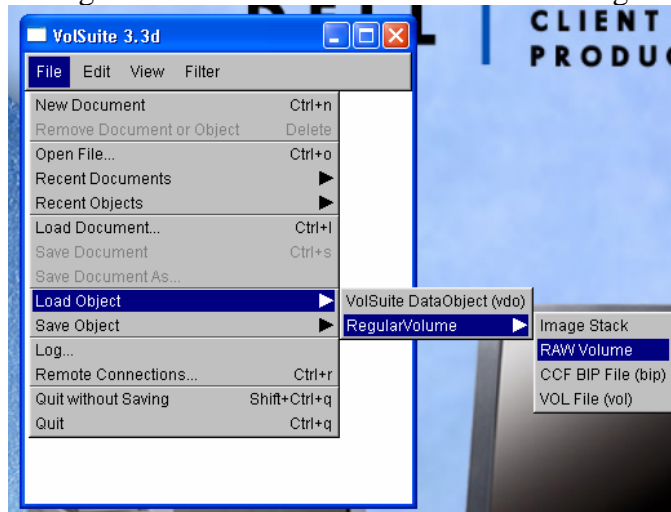 DELL
CLIENT
VolSuite 3.3d
PRODU
File Edit View Filter
New Document Ctrl+n
Remove Document or Object Delete
Open File... Ctrl+o
Recent Documents
Recent Objects
Load Document... Ctrl+l
Save Document Ctrl+s
Save Document As...
Load Object
VolSuite DataObject (vdo)
Save Object
RegularVolume
Image Stack
Log...
RAW Volume
Remote Connections... Ctrl+r
CCF BIP File (bip)
Quit without Saving Shift+Ctrl+q
VOL File (vol)
Quit Ctrl+q